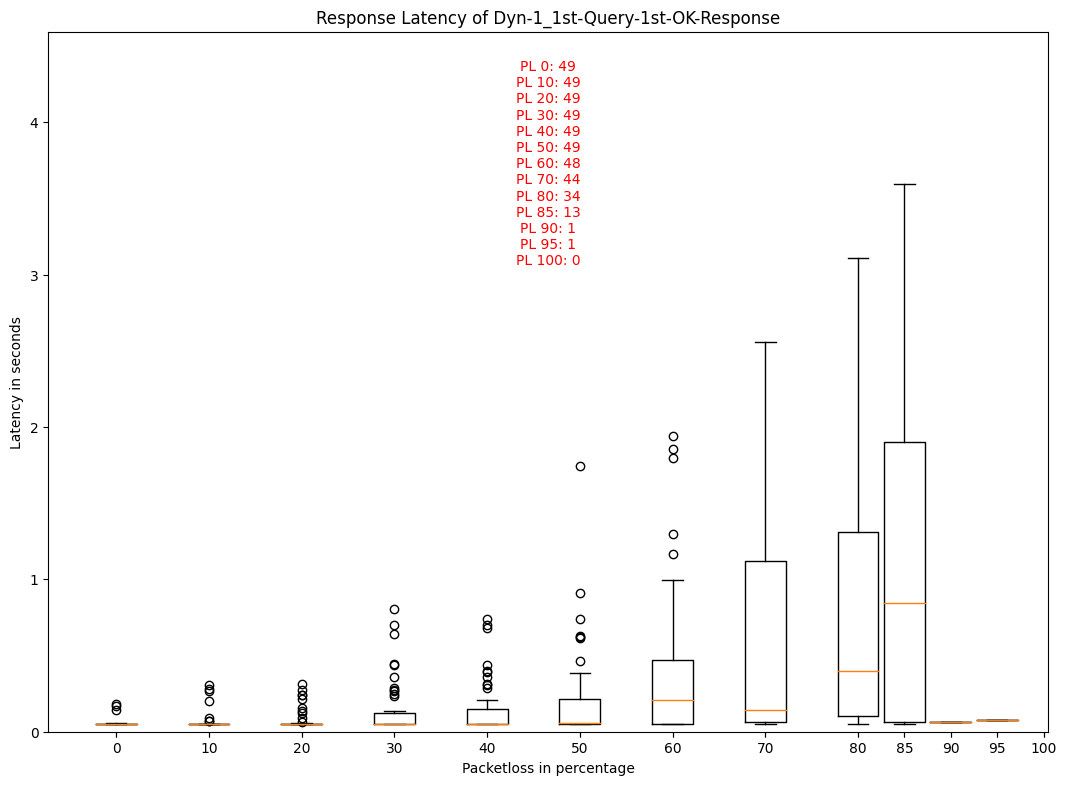 Response Latency of Dyn-1_1st-Query-1st-OK-Response
PL 0: 49
PL 10: 49
PL 20: 49
PL 30: 49
PL 40: 49
PL 50: 49
PL 60: 48
PL 70: 44
PL 80: 34
PL 85: 13
PL 90: 1
PL 95: 1
PL 100: 0
Latency in seconds
4
3
2
1
0
0 10 20 30 40 50 60 70 80 85 90 95 100
Packetloss in percentage